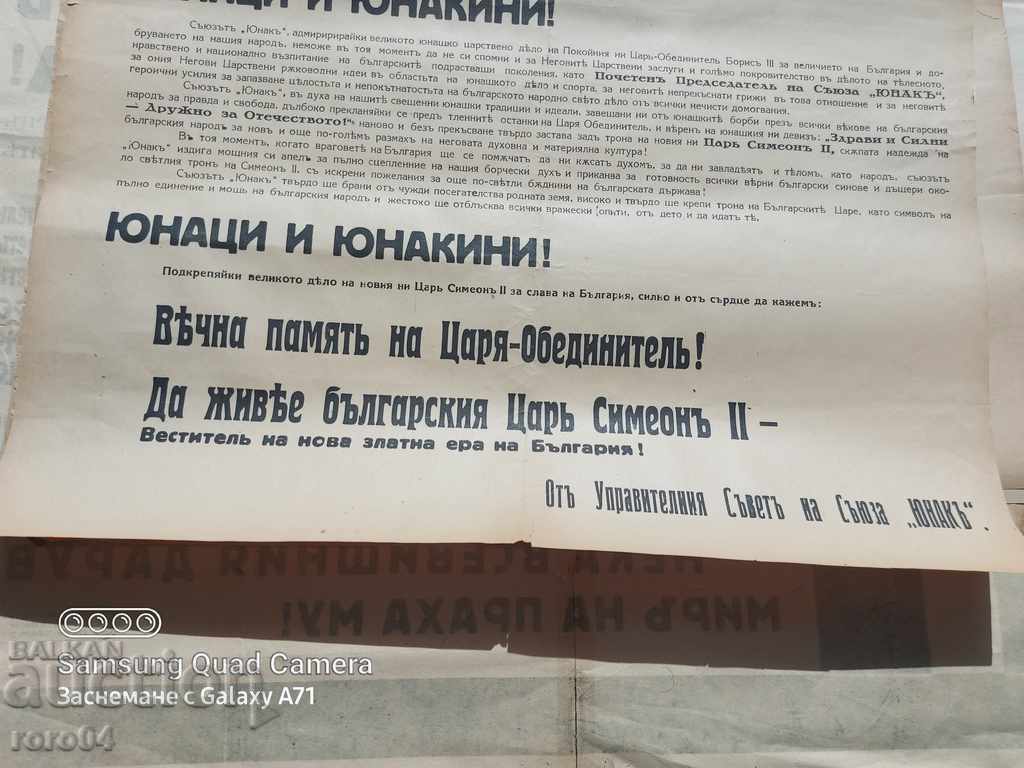 НАЦИ И ЮНАКИНИ!
Съюзътъ „Юнакъ“, адмирирайки великото юнашко царствено дѣло на Покойния ни Царь-Обединитель Борисъ III за величието на България и до-
бруването на нашия народъ, неможе въ тоя моментъ да не си спомни и за Неговитѣ Царствени заслуги и голѣмо покровителство въ дѣлото на тѣлесното,
нравствено и национално възпитание на българскитѣ подрастващи поколения, като Почетенъ Председатель на Съюза „ЮНАКЪ“,
за ония Негови Царствени ржководни идеи въ областьта на юнашкото дѣло и спорта, за неговитѣ непрекъснати грижи въ това отношение и за неговитѣ
героични усилия за запазване цѣлостьта и непокътнатостьта на българското народно свѣто дѣло отъ всички нечисти домогвания.
Съюзътъ „Юнакъ“, въ духа на нашитѣ свещенни юнашки традиции и идеали, завещани ни отъ юнашкитѣ борби презъ всички вѣкове на българския
народъ за правда и свобода, дълбоко прекланяйки се предъ тленнитѣ останки на Царя Обединитель, и вѣренъ на юнашкия ни девизъ: „Здрави и Силни
— Дружно за Отечеството!“ наново и безъ прекъсване твърдо застава задъ трона на новия ни Царь Симеонъ II, скжпата надежда на
българския народъ за новъ и още по-голѣмъ размахъ на неговата духовна и материялна култура!
Въ тоя моментъ, когато враговетѣ на България ще се помжчатъ да ни кжсатъ духомъ, за да ни завладѣятъ и тѣломъ, като народъ, съюзътъ
„Юнакъ“ издига мощния си апелъ за пълно сцепление на нашия борчески духъ и приканва за готовность всички вѣрни български синове и дъщери око-
ло свѣтлия тронъ на Симеонъ II, съ искрени пожелания за още по-свѣтли бждини на българската държава!
Съюзътъ „Юнакъ“ твърдо ще брани отъ чужди посегателства родната земя, високо и твърдо ще крепи трона на Българскитѣ Царе, като символъ на
пълно единение и мощь на българския народъ и жестоко ще отблъсква всички вражески опити, отъ дето и да идатъ тѣ.
ЮНАЦИ И ЮНАКИНИ!
Подкрепяйки великото дѣло на новия ни Царь Симеонъ II за слава на България, силно и отъ сърдце да кажемъ:
Вѣчна память на Царя-Обединитель!
Да живѣе българския Царь Симеонъ II –
Веститель на нова златна ера на България!
Отъ Управителния Съветъ на Съюза „ЮНАКЪ“.
НЕКА ВСЕВИШНИЯ ДАРУВ
МИРЪ НА ПРАХА МУ!
BALKAN
auction
roro04
Samsung Quad Camera
Заснемане с Galaxy A71